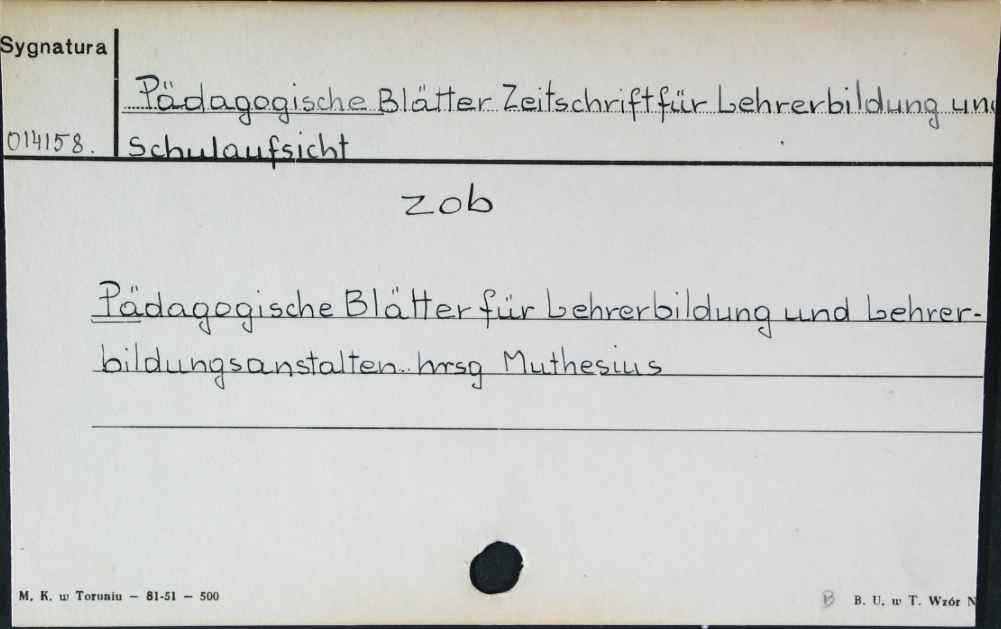 Sygnatura
Pädagogische Blätter Zeitschrift für Lehrerbildung und
014158. Schulaufsicht
zob
Pädagogische Blätter für Lehrerbildung und Lehrer-
bildungsanstalten. hrsg Muthesius
M. K. w Toruniu – 81-51 – 500
B B. U. w T. Wzór N